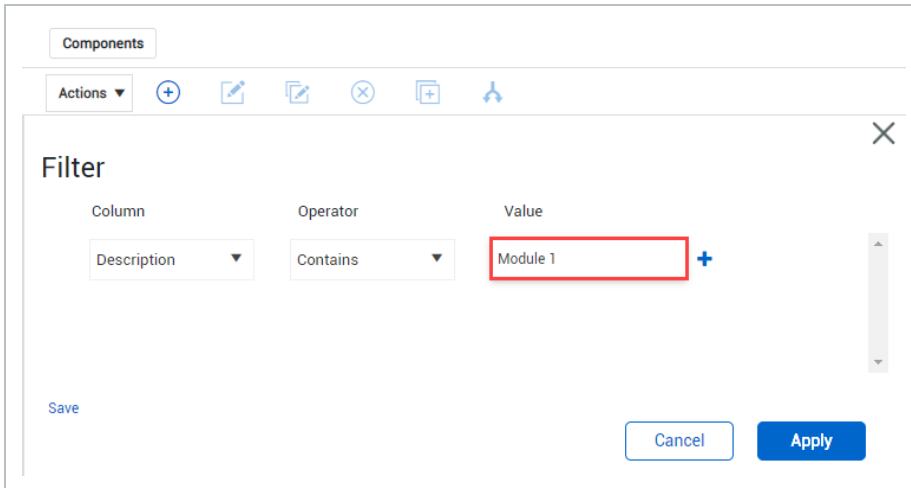 Components
Actions
Filter
Column Operator Value
Description Contains Module 1
Save
Cancel Apply